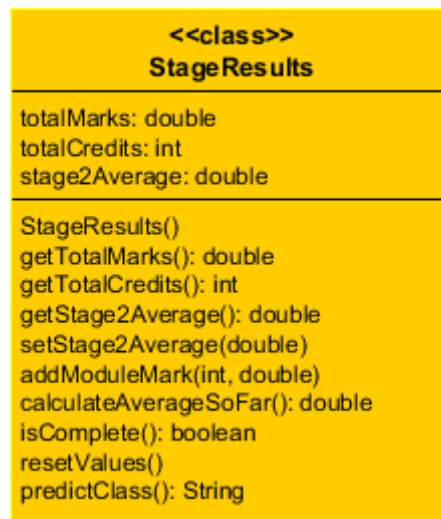 <<class>>
StageResults
totalMarks: double
totalCredits: int
stage2Average: double
StageResults()
getTotalMarks(): double
getTotalCredits(): int
getStage2Average(): double
setStage2Average(double)
addModuleMark(int, double)
calculateAverageSoFar(): double
isComplete(): boolean
resetValues()
predictClass(): String